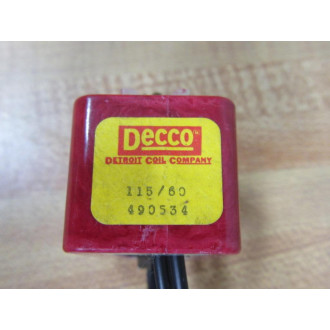 Decco
DETROIT COIL COMPANY
115/60
490534